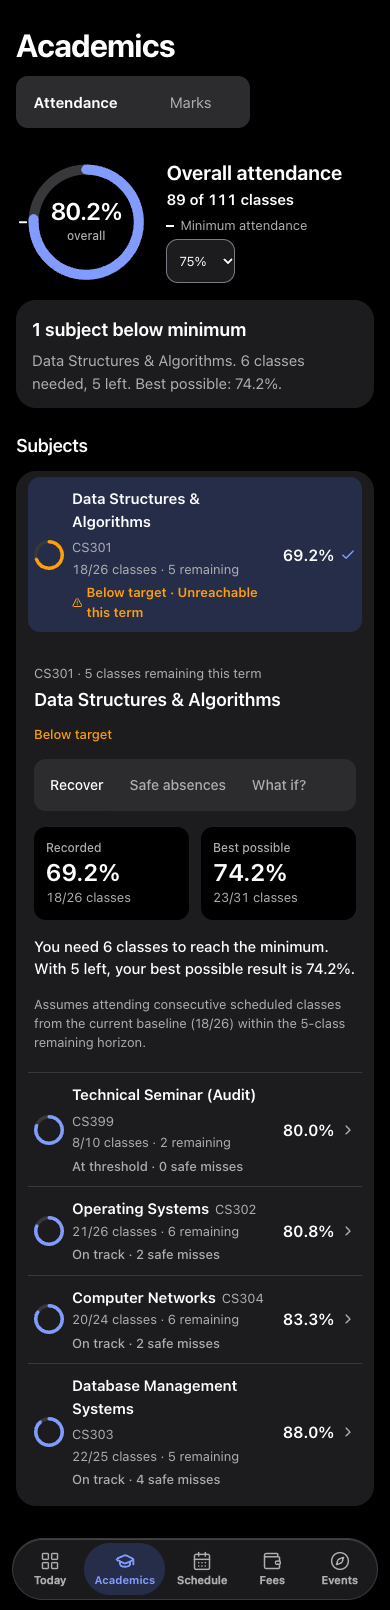 Academics
Attendance
Marks
80.2%
overall
Overall attendance
89 of 111 classes
Minimum attendance
75%
1 subject below minimum
Data Structures & Algorithms. 6 classes
needed, 5 left. Best possible: 74.2%.
Subjects
Data Structures &
Algorithms
CS301
18/26 classes · 5 remaining
Below target · Unreachable
this term
69.2%
CS301 · 5 classes remaining this term
Data Structures & Algorithms
Below target
Recover
Safe absences
What if?
Recorded
69.2%
18/26 classes
Best possible
74.2%
23/31 classes
You need 6 classes to reach the minimum.
With 5 left, your best possible result is 74.2%.
Assumes attending consecutive scheduled classes
from the current baseline (18/26) within the 5-class
remaining horizon.
Technical Seminar (Audit)
CS399
8/10 classes · 2 remaining
At threshold · 0 safe misses
80.0%
Operating Systems CS302
21/26 classes · 6 remaining
On track · 2 safe misses
80.8%
Computer Networks CS304
20/24 classes · 6 remaining
On track · 2 safe misses
83.3%
Database Management
Systems
CS303
22/25 classes · 5 remaining
On track · 4 safe misses
88.0%
Today
Academics
Schedule
Fees
Events